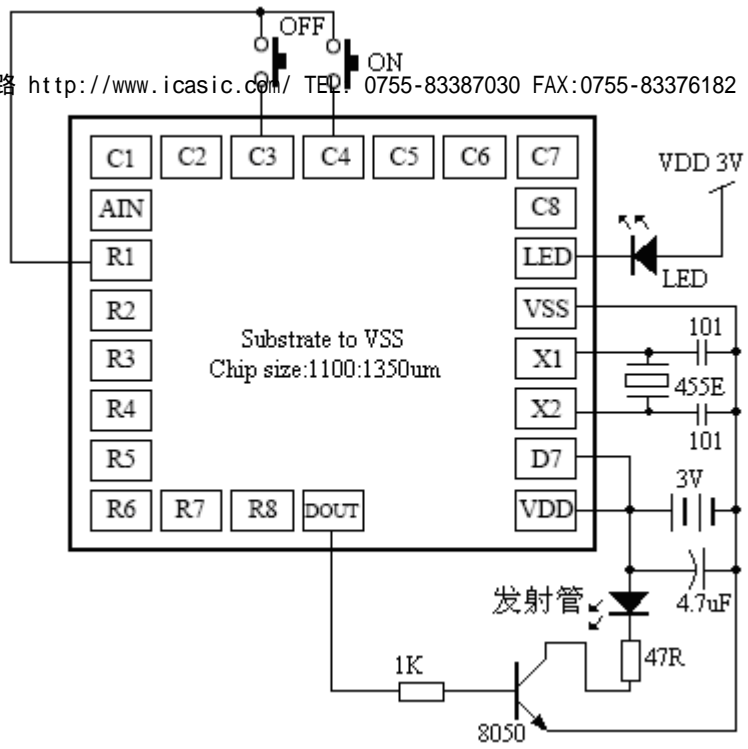 OFF
ON
路 http://www.icasic.com/ TEL: 0755-83387030 FAX:0755-83376182
C1 C2 C3 C4 C5 C6 C7
VDD 3V
AIN
C8
R1
LED
LED
R2
VSS
Substrate to VSS
101
R3
Chip size:1100:1350um
X1
455E
R4
X2
101
R5
D7
3V
R6 R7 R8 DOUT
VDD
发射管
4.7uF
1K
47R
8050